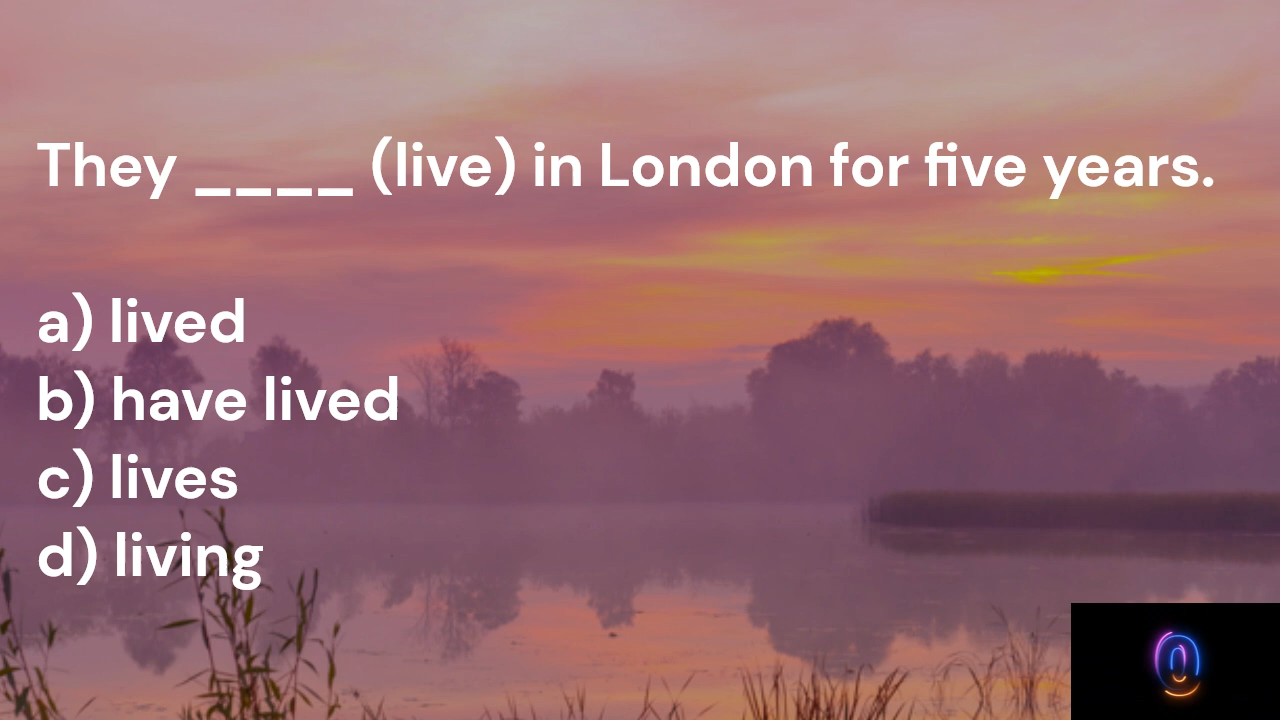 They ____ (live) in London for five years.
a) lived
b) have lived
c) lives
d) living